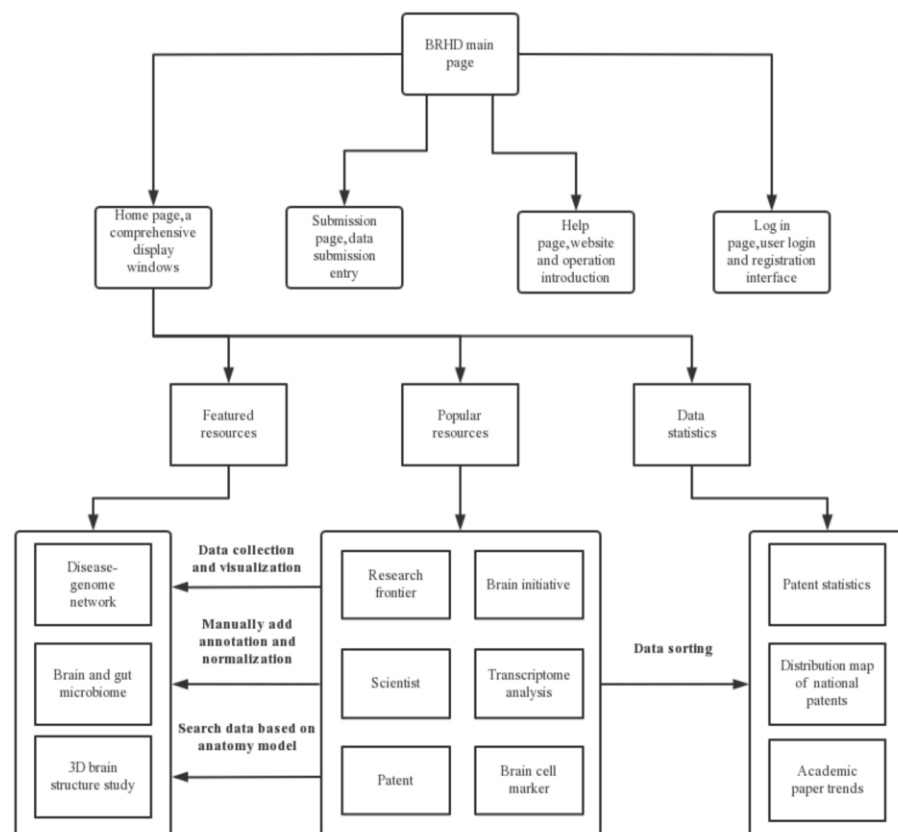 BRHD main
page
Home page,a
comprehensive
display
windows
Submission
page,data
submission
entry
Help
page,website
and operation
introduction
Log in
page,user login
and registration
interface
Featured
resources
Popular
resources
Data
statistics
Disease-
genome
network
Brain and gut
microbiome
3D brain
structure study
Data collection
and visualization
Manually add
annotation and
normalization
Search data based on
anatomy model
Research
frontier
Brain initiative
Scientist
Transcriptome
analysis
Patent
Brain cell
marker
Data sorting
Patent statistics
Distribution map
of national
patents
Academic
paper trends